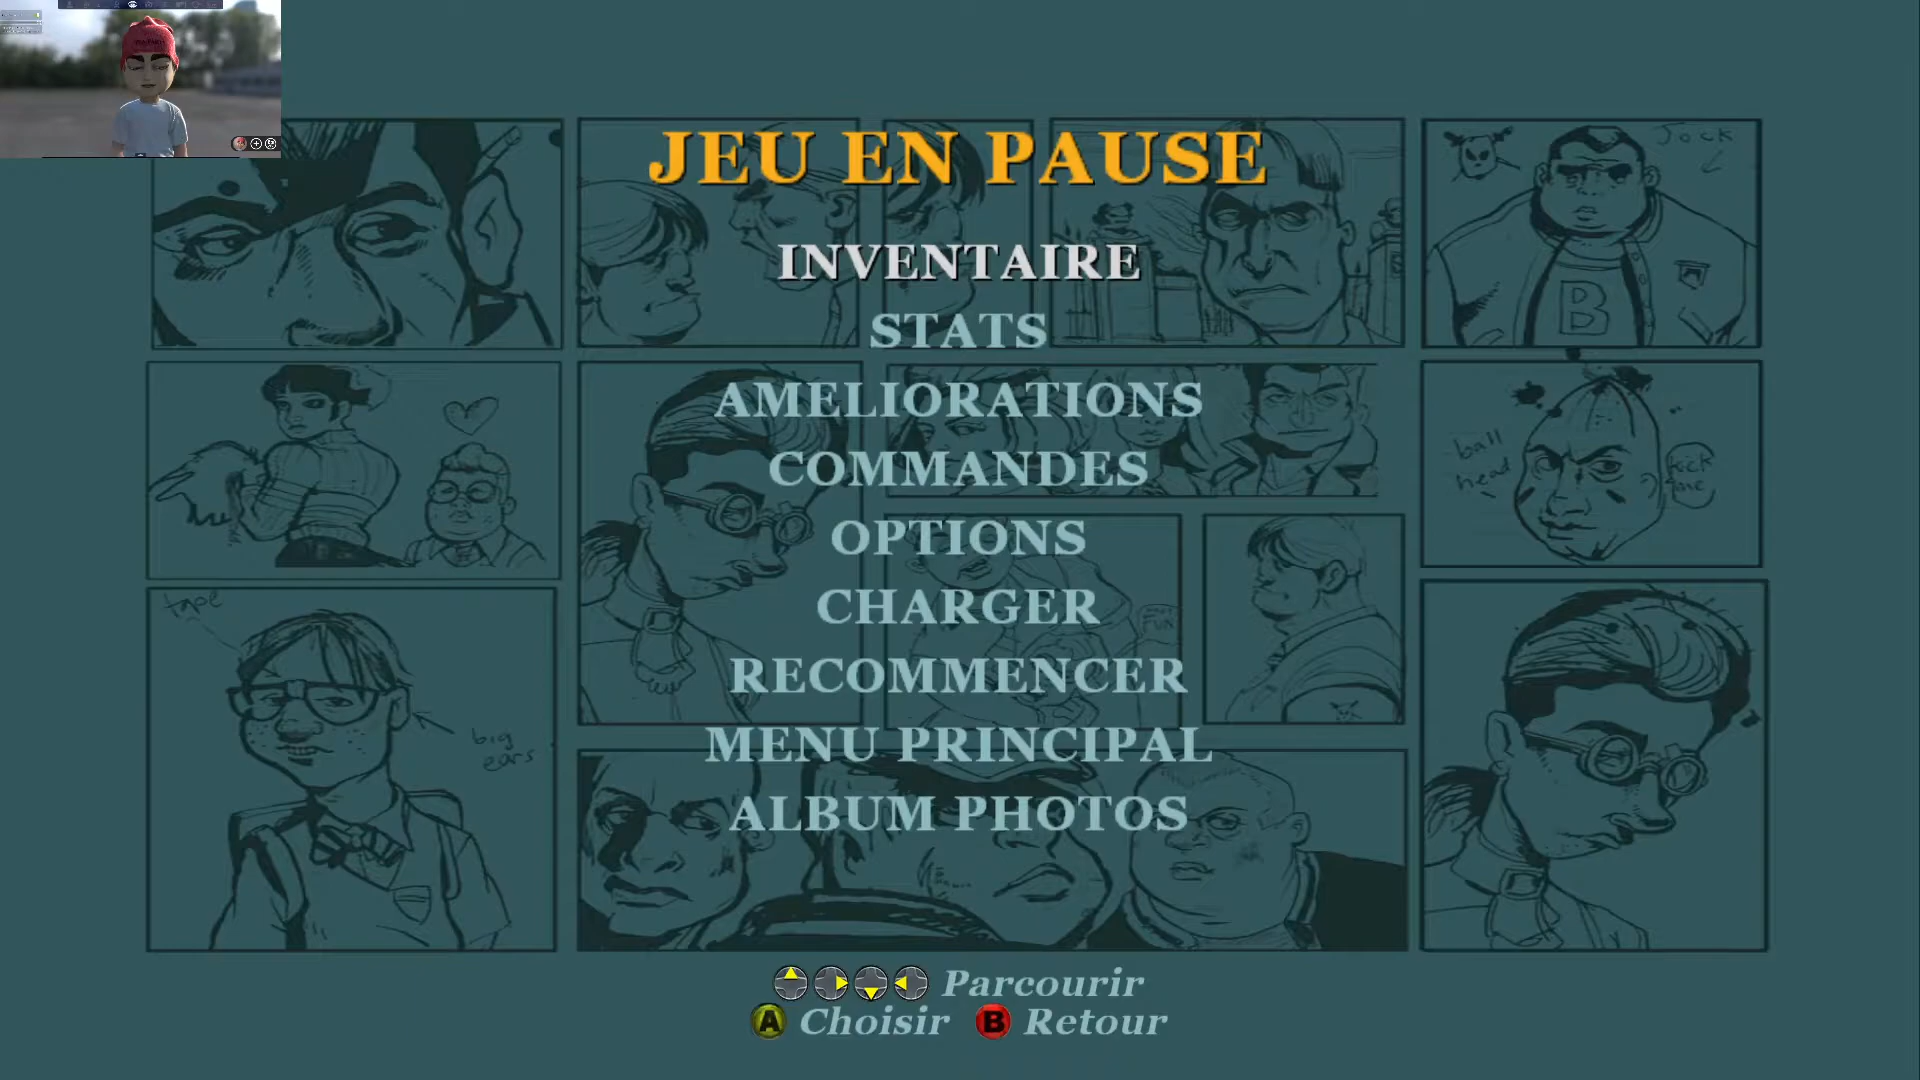 JEU EN PAUSE
Jock
INVENTAIRE
B
STATS
AMELIORATIONS
ball
head
COMMANDES
OPTIONS
tape
CHARGER
FUN
RECOMMENCER
big
ears
MENU PRINCIPAL
ALBUM PHOTOS
Parcourir
A Choisir B Retour